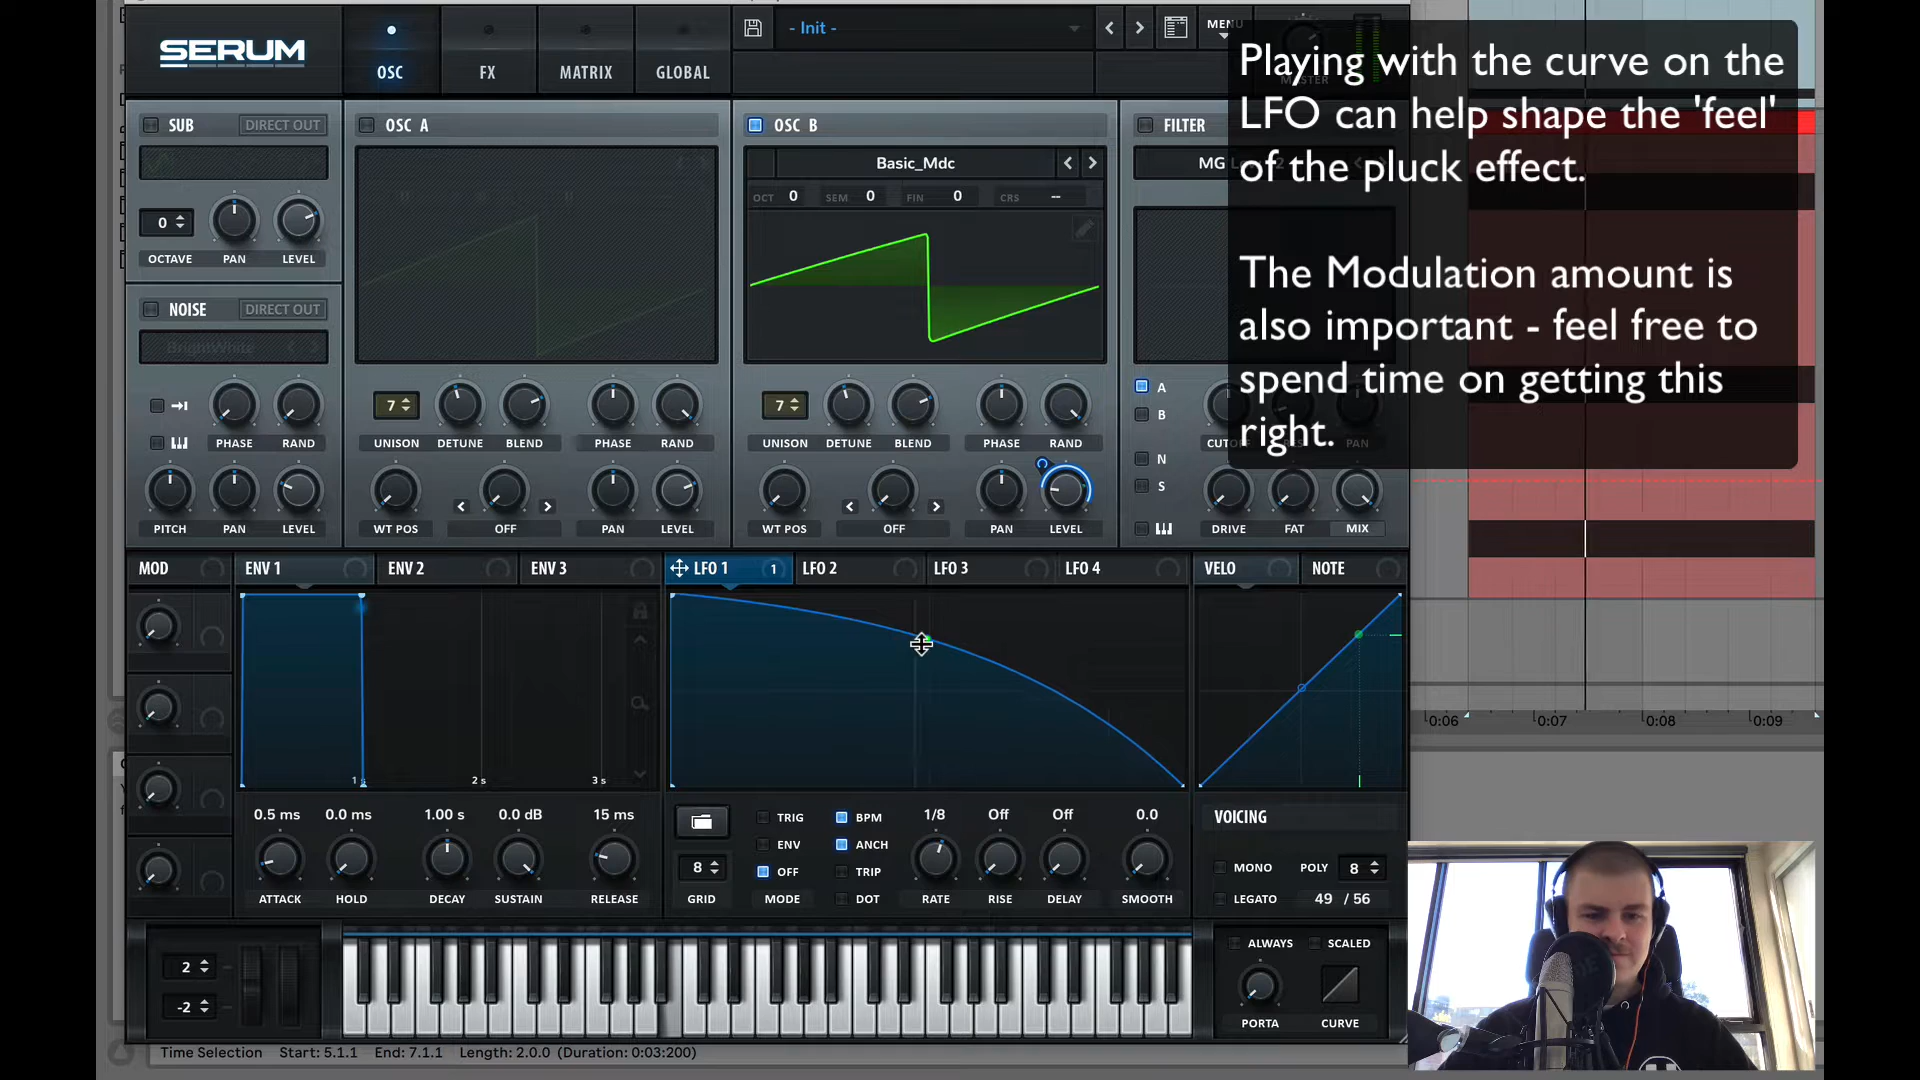 SERUM
OSC
FX
MATRIX
GLOBAL
- Init -
MENU
MASTER
Playing with the curve on the
LFO can help shape the 'feel'
of the pluck effect.
The Modulation amount is
also important - feel free to
spend time on getting this
right.
SUB
DIRECT OUT
0
OCTAVE
PAN
LEVEL
NOISE
DIRECT OUT
BrightWhite
PHASE
RAND
PITCH
PAN
LEVEL
OSC A
7
UNISON
DETUNE
BLEND
PHASE
RAND
WT POS
OFF
PAN
LEVEL
OSC B
Basic_Mdc
OCT 0 SEM 0 FIN 0 CRS --
7
UNISON
DETUNE
BLEND
PHASE
RAND
WT POS
OFF
PAN
LEVEL
FILTER
A
B
N
S
PAN
DRIVE
FAT
MIX
MOD
ENV 1
ENV 2
ENV 3
LFO 1
1
LFO 2
LFO 3
LFO 4
VELO
NOTE
1 s
2 s
3 s
0.5 ms
0.0 ms
1.00 s
0.0 dB
15 ms
ATTACK
HOLD
DECAY
SUSTAIN
RELEASE
8
GRID
TRIG
ENV
OFF
MODE
BPM
ANCH
TRIP
DOT
1/8
Off
Off
0.0
RATE
RISE
DELAY
SMOOTH
VOICING
MONO
POLY
8
LEGATO
49 / 56
2
-2
ALWAYS
SCALED
PORTA
CURVE
0:06
0:07
0:08
0:09
Time Selection Start: 5.1.1 End: 7.1.1 Length: 2.0.0 (Duration: 0:03:200)